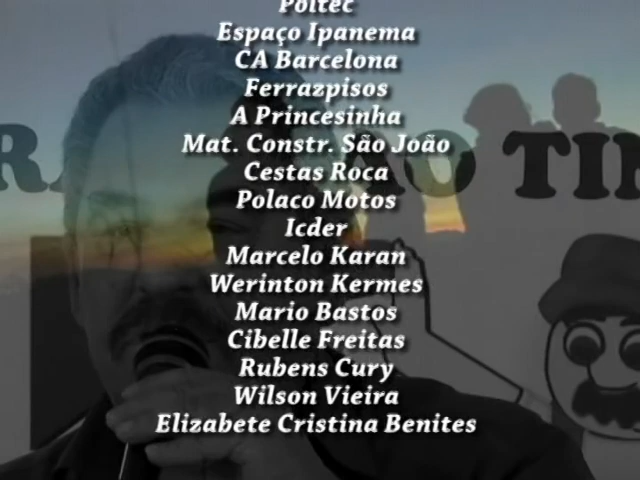 Poltec
Espaço Ipanema
CA Barcelona
Ferrazpisos
A Princesinha
Mat. Constr. São João
Cestas Roca
Polaco Motos
Icder
Marcelo Karan
Werinton Kermes
Mario Bastos
Cibelle Freitas
Rubens Cury
Wilson Vieira
Elizabete Cristina Benites